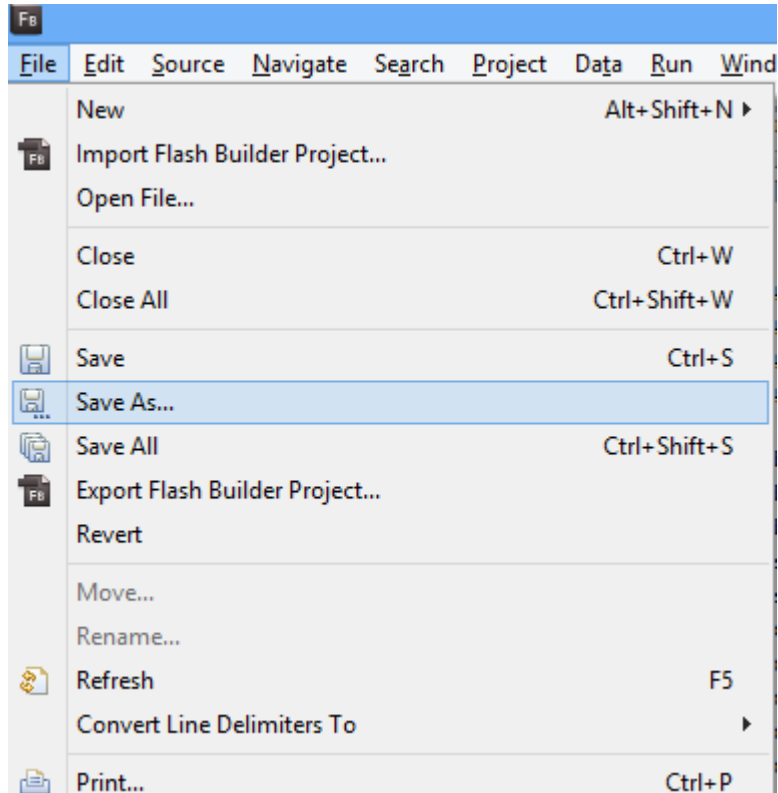 FB
File Edit Source Navigate Search Project Data Run Wind
New Alt+Shift+N
FB Import Flash Builder Project...
Open File...
Close Ctrl+W
Close All Ctrl+Shift+W
Save Ctrl+S
Save As...
Save All Ctrl+Shift+S
FB Export Flash Builder Project...
Revert
Move...
Rename...
Refresh F5
Convert Line Delimiters To
Print... Ctrl+P